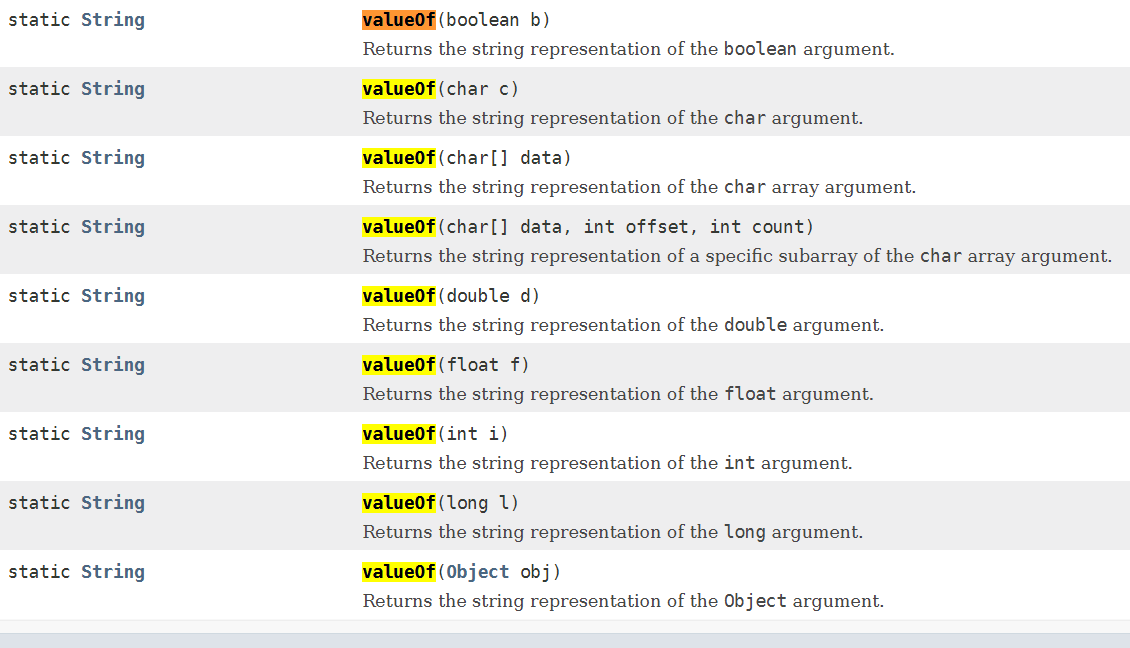 static String valueOf(boolean b)
Returns the string representation of the boolean argument.
static String valueOf(char c)
Returns the string representation of the char argument.
static String valueOf(char[] data)
Returns the string representation of the char array argument.
static String valueOf(char[] data, int offset, int count)
Returns the string representation of a specific subarray of the char array argument.
static String valueOf(double d)
Returns the string representation of the double argument.
static String valueOf(float f)
Returns the string representation of the float argument.
static String valueOf(int i)
Returns the string representation of the int argument.
static String valueOf(long l)
Returns the string representation of the long argument.
static String valueOf(Object obj)
Returns the string representation of the Object argument.